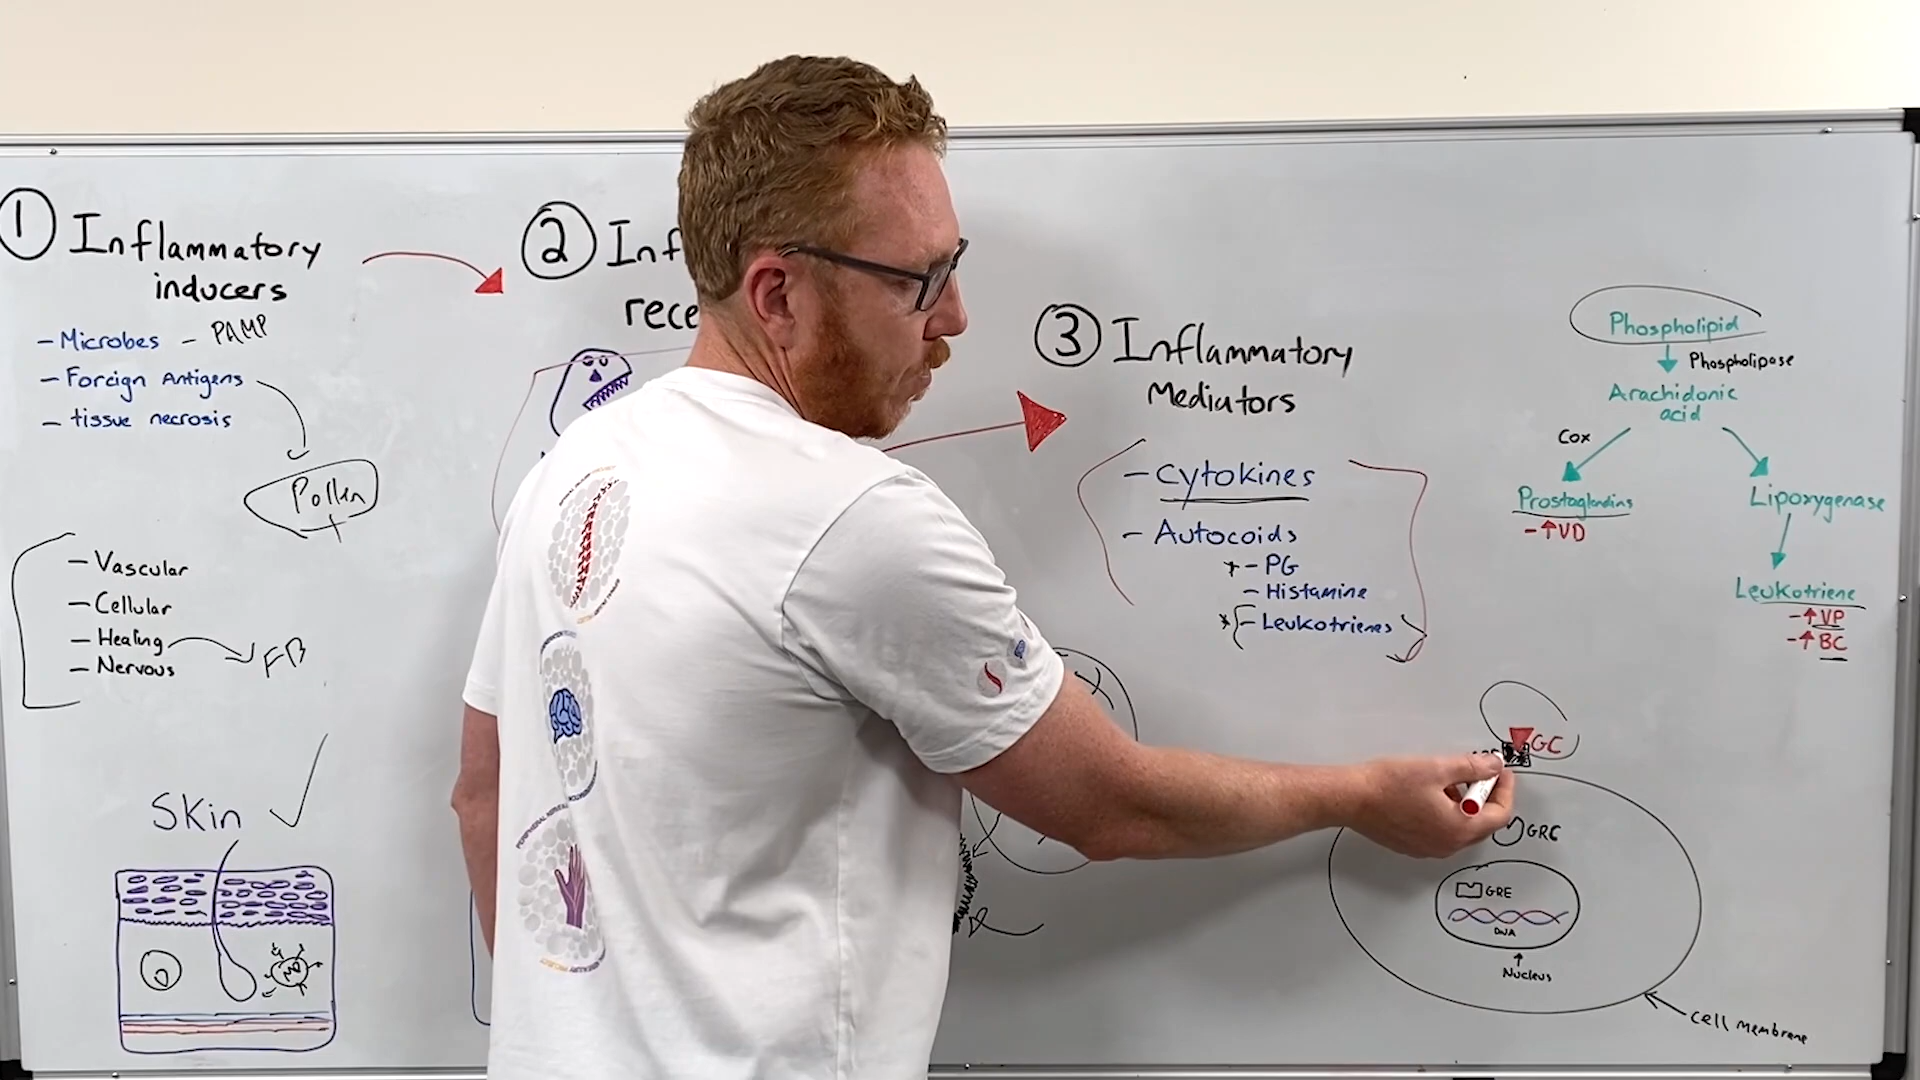 1 Inflammatory
inducers
- Microbes - PAMP
- Foreign Antigens
- tissue necrosis
Pollen
- Vascular
- Cellular
- Healing
FB
- Nervous
Skin
MØ
2 Inf
rece
3 Inflammatory
Mediators
- Cytokines
- Autocoids
- PG
- Histamine
- Leukotrienes
Phospholipid
Phospholipase
Arachidonic
acid
Cox
Prostaglandins
- ↑VD
Lipoxygenase
Leukotriene
- ↑VP
- ↑BC
GC
GRC
GRE
DNA
Nucleus
cell membrane